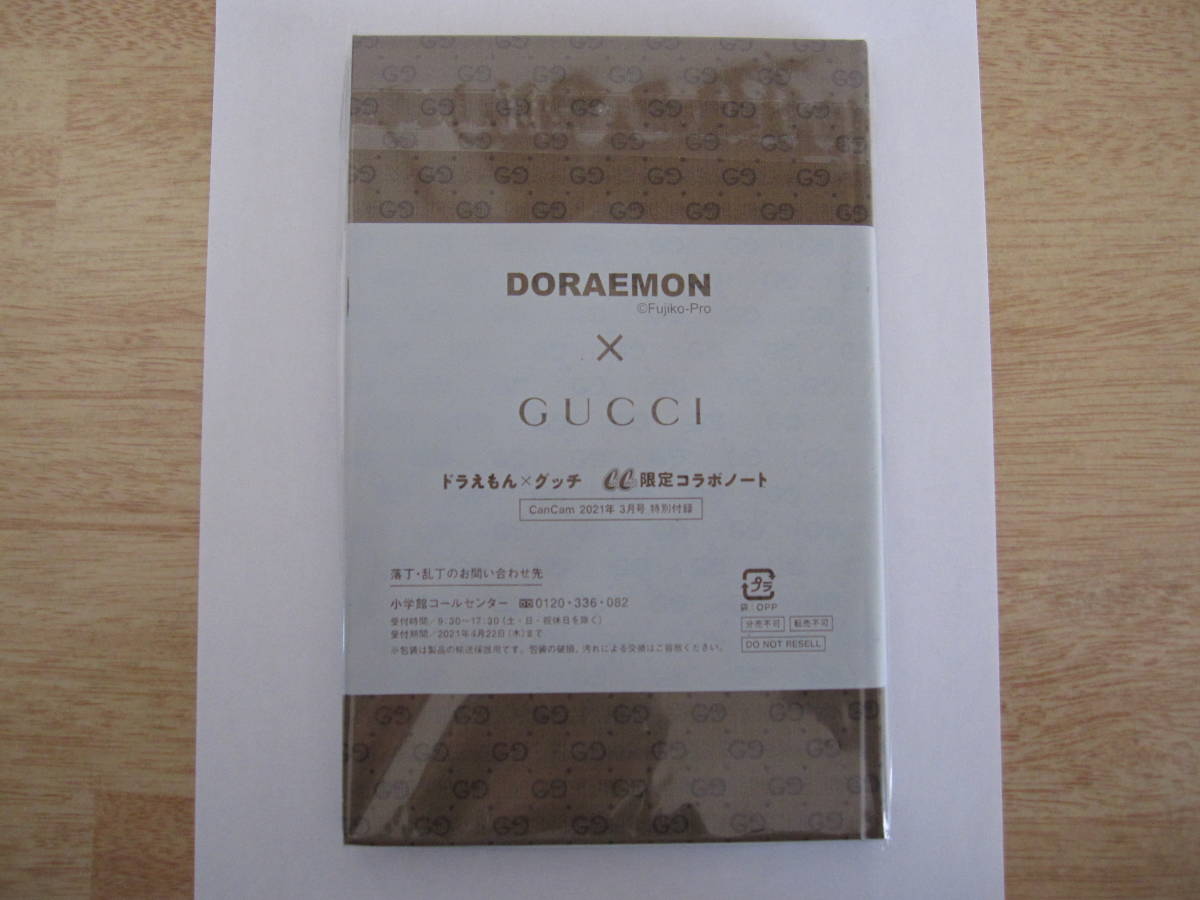 DORAEMON
©Fujiko-Pro
×
GUCCI
ドラえもん×グッチ CC限定コラボノート
CanCam 2021年 3月号 特別付録
落丁・乱丁のお問い合わせ先
小学館コールセンター 0120・336・082
受付時間/9:30〜17:30(土・日・祝休日を除く)
受付期間/2021年4月22日(木)まで
※包装は製品の輸送保護用です。包装の破損、汚れによる交換はご容赦ください。
プラ
袋:OPP
分売不可 転売不可
DO NOT RESELL